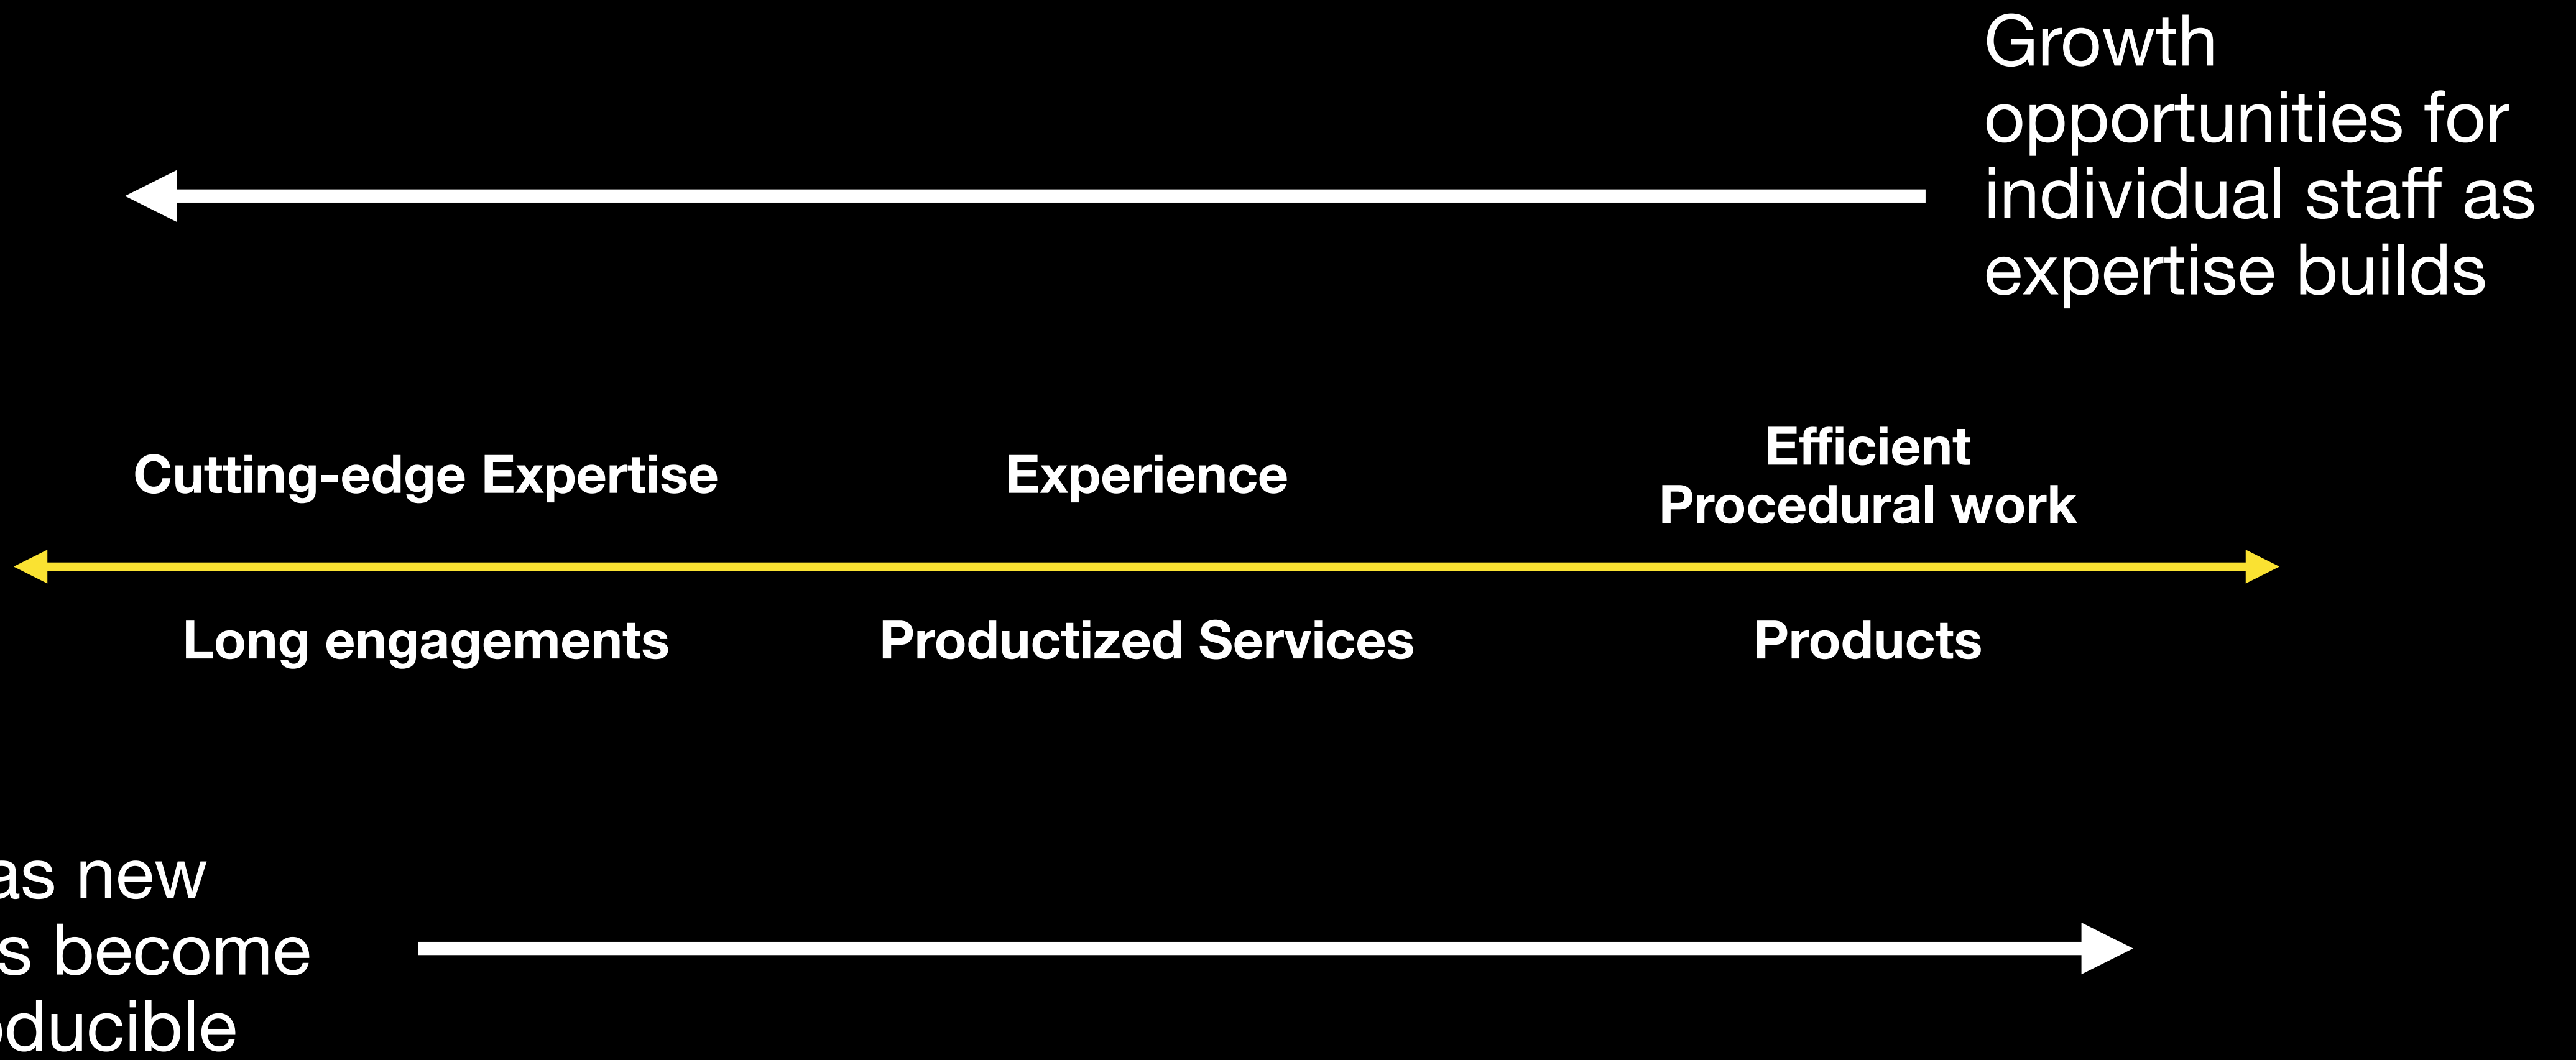 Growth
opportunities for
individual staff as
expertise builds
Cutting-edge Expertise
Experience
Efficient
Procedural work
Long engagements
Productized Services
Products
as new
become